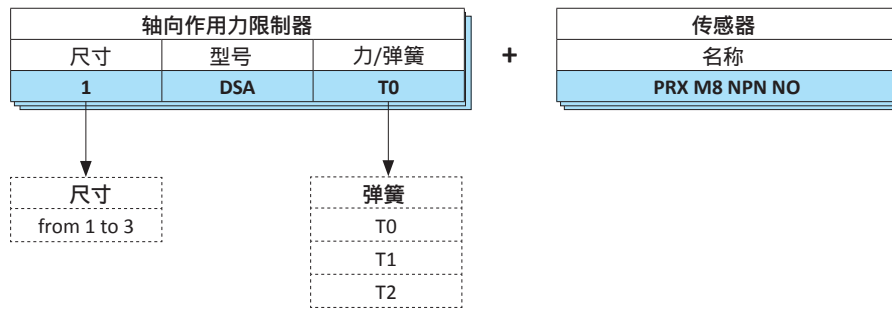 轴向作用力限制器
尺寸 型号 力/弹簧
1 DSA T0
+
传感器
名称
PRX M8 NPN NO
尺寸
from 1 to 3
弹簧
T0
T1
T2